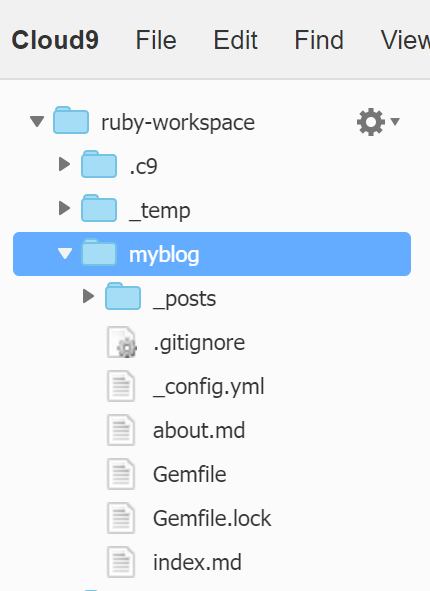 Cloud9 File Edit Find View
ruby-workspace
.c9
_temp
myblog
_posts
.gitignore
_config.yml
about.md
Gemfile
Gemfile.lock
index.md